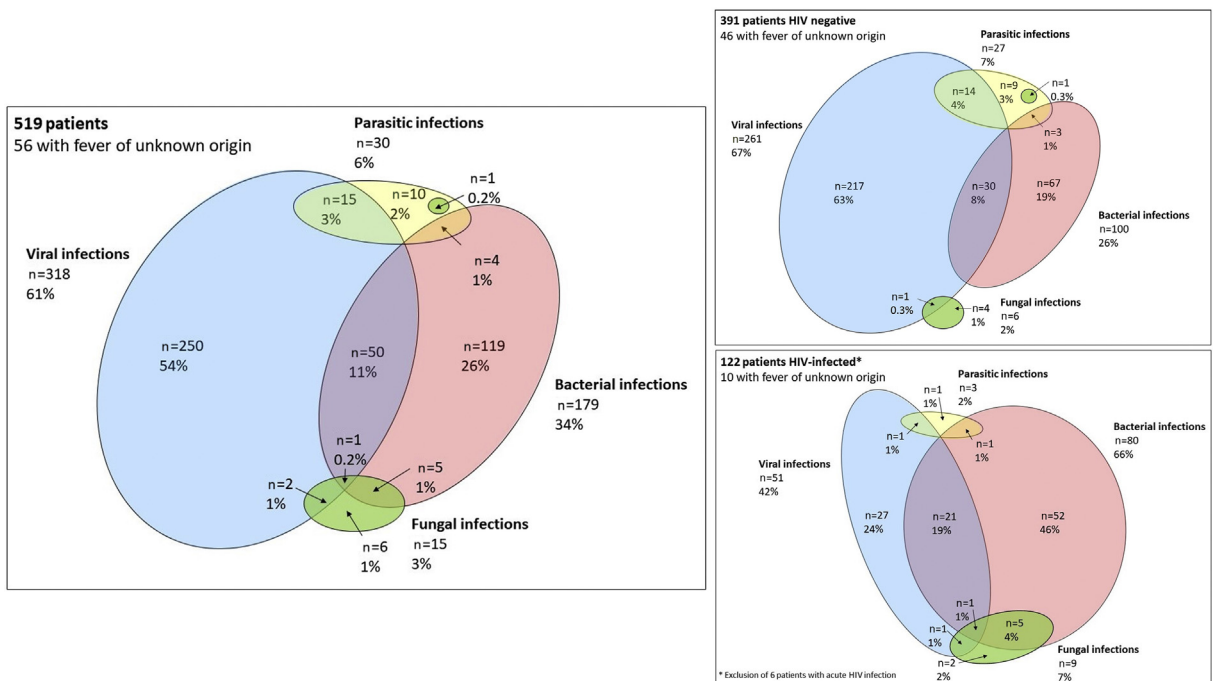 519 patients
56 with fever of unknown origin
Parasitic infections
n=30
6%
n=1
0.2%
n=15
3%
n=10
2%
Viral infections
n=318
61%
n=4
1%
n=250
54%
n=50
11%
n=119
26%
Bacterial infections
n=179
34%
n=1
0.2%
n=2
1%
n=5
1%
n=6
1%
Fungal infections
n=15
3%
391 patients HIV negative
46 with fever of unknown origin
Parasitic infections
n=27
7%
n=14
4%
n=9
3%
n=1
0.3%
Viral infections
n=261
67%
n=3
1%
n=217
63%
n=30
8%
n=67
19%
Bacterial infections
n=100
26%
n=1
0.3%
n=4
1%
Fungal infections
n=6
2%
122 patients HIV-infected*
10 with fever of unknown origin
Parasitic infections
n=3
2%
n=1
1%
n=1
1%
n=1
1%
Bacterial infections
n=80
66%
Viral infections
n=51
42%
n=27
24%
n=21
19%
n=52
46%
n=1
1%
n=1
1%
n=5
4%
n=2
2%
Fungal infections
n=9
7%
* Exclusion of 6 patients with acute HIV infection